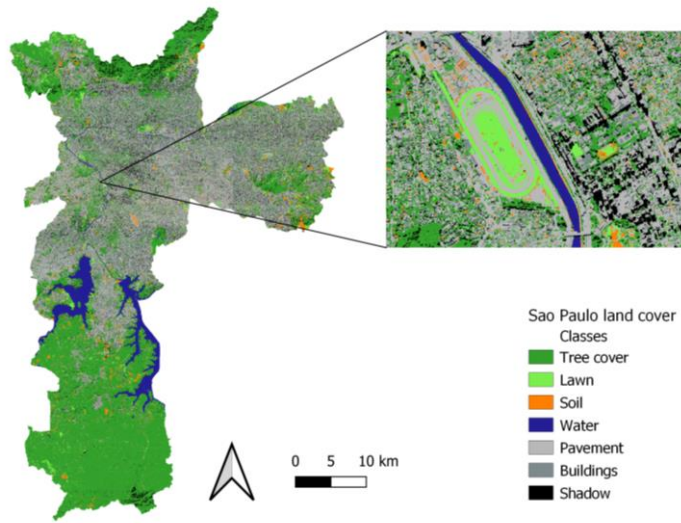 Sao Paulo land cover
Classes
Tree cover
Lawn
Soil
Water
Pavement
Buildings
Shadow
0 5 10 km